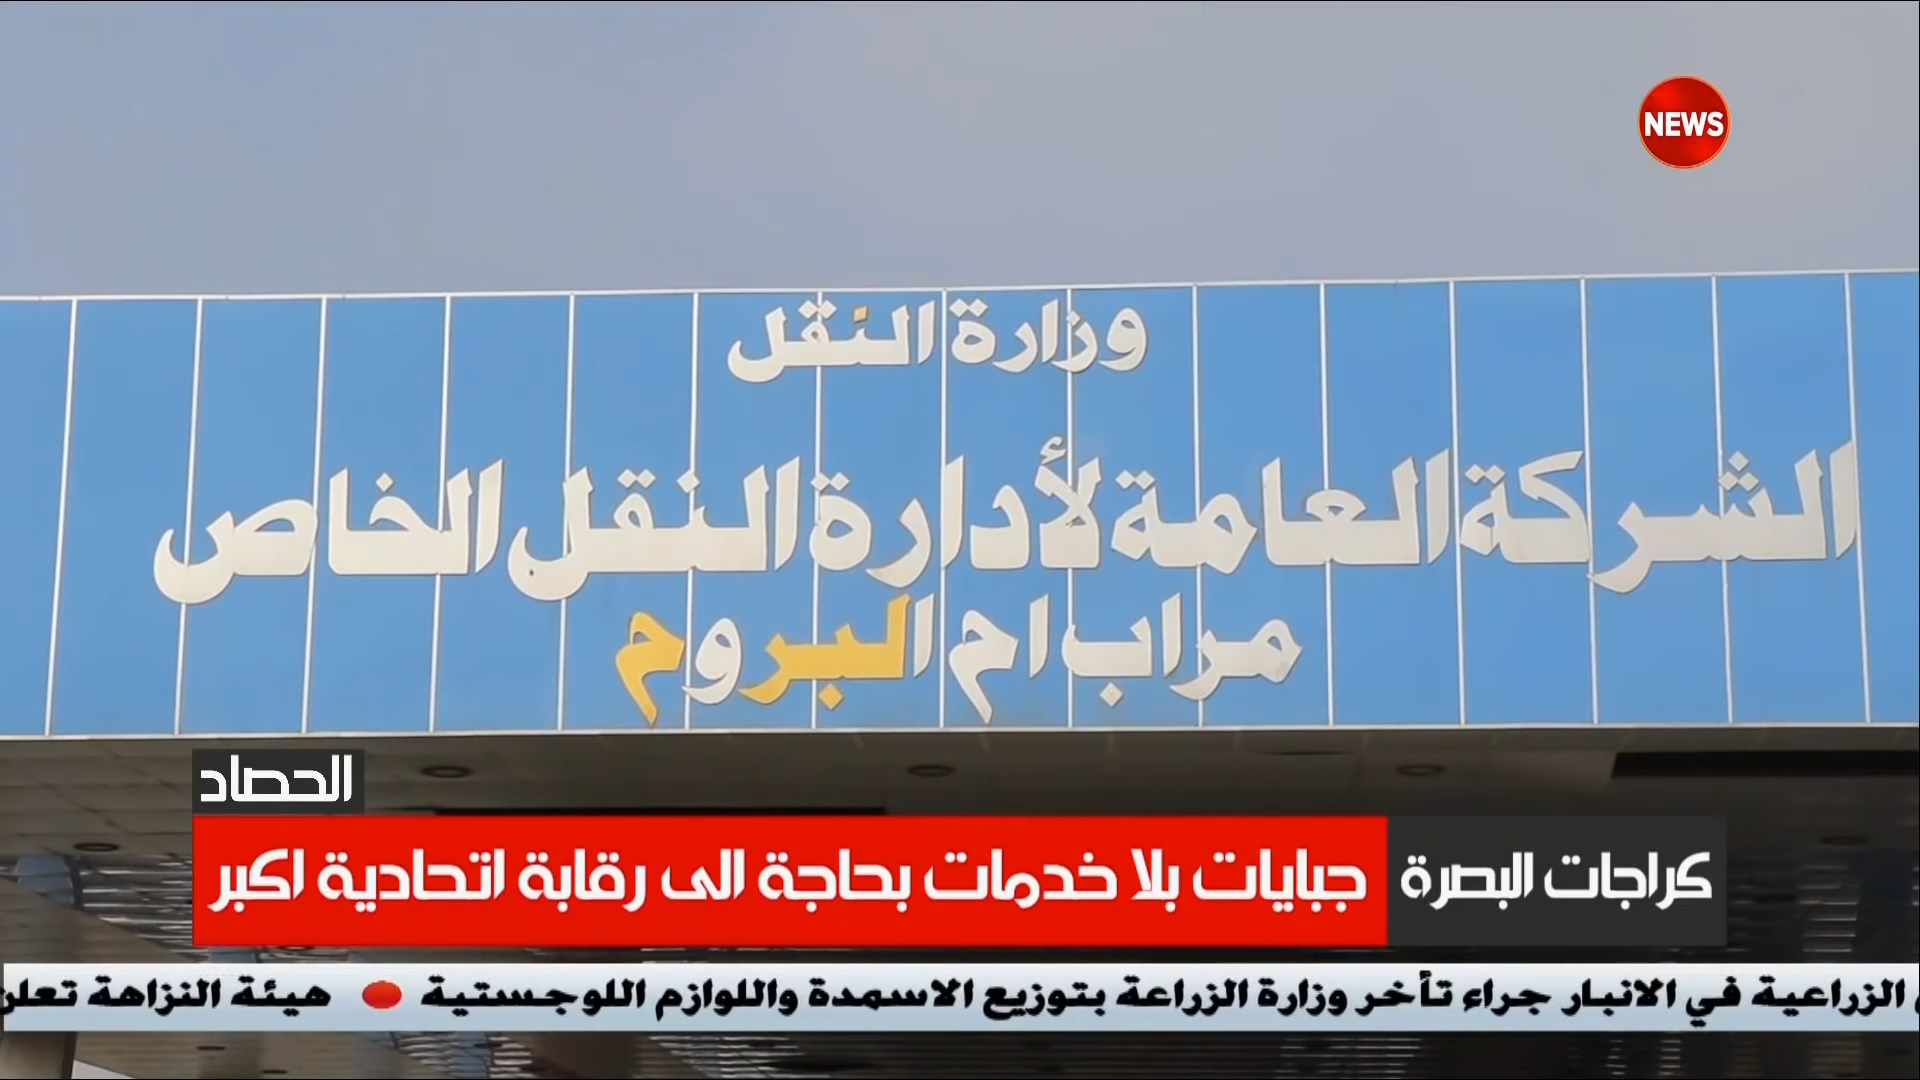 NEWS
وزارة النقل
الشركة العامة لأدارة النقل الخاص
مراب ام البروم
الحصاد
كراجات البصرة
جبايات بلا خدمات بحاجة الى رقابة اتحادية اكبر
الزراعية في الانبار جراء تأخر وزارة الزراعة بتوزيع الاسمدة واللوازم اللوجستية ● هيئة النزاهة تعلن